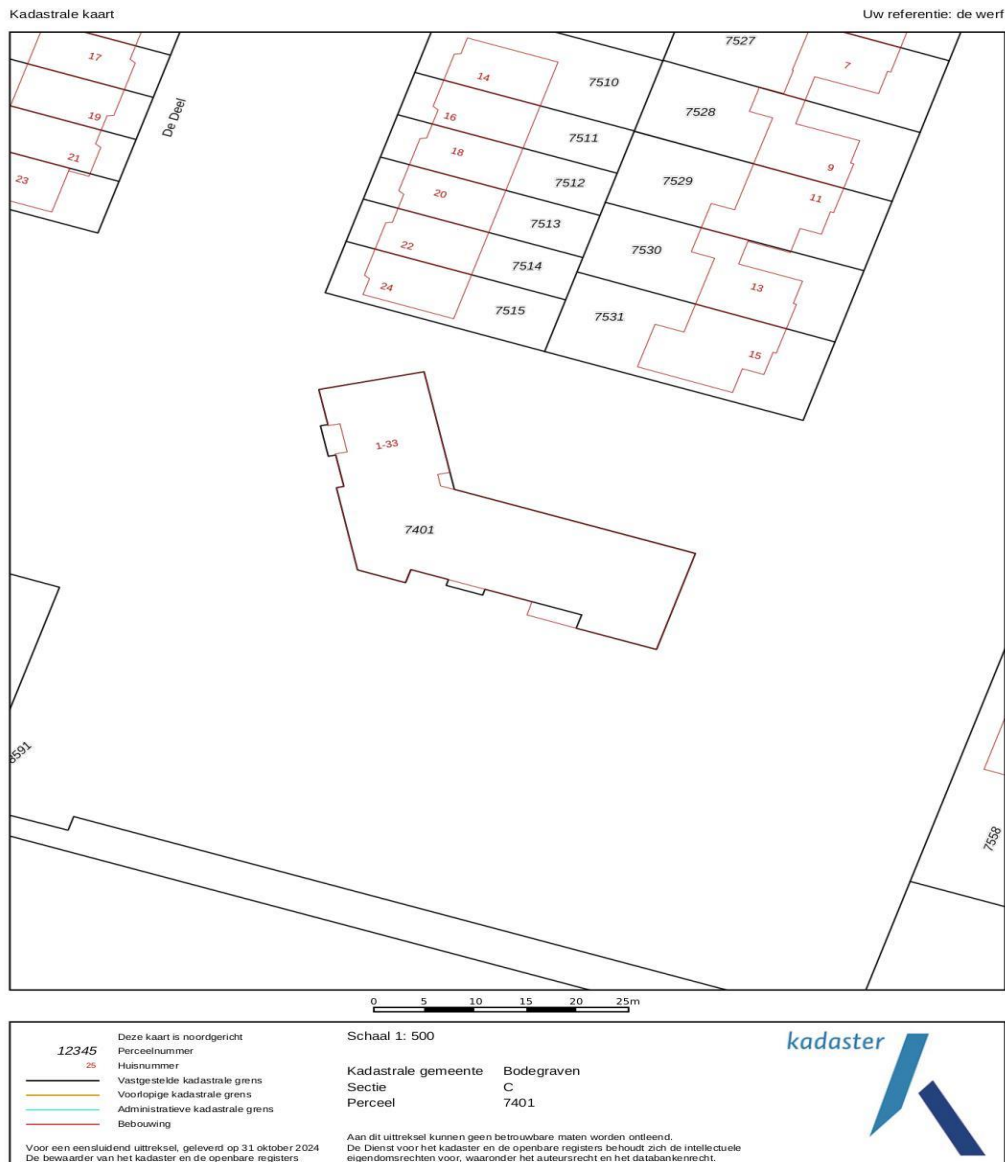 Kadastrale kaart
Uw referentie: de werf
7527
17
7
14
7510
De Deel
7528
19
16
7511
18
21
9
7529
7512
23
20
11
7513
22
7530
7514
24
13
7515
7531
15
1-33
7401
8591
7558
0 5 10 15 20 25m
Deze kaart is noordgericht
12345 Perceelnummer
25 Huisnummer
Vastgestelde kadastrale grens
Voorlopige kadastrale grens
Administratieve kadastrale grens
Bebouwing
Voor een eensluidend uittreksel, geleverd op 31 oktober 2024
De bewaarder van het kadaster en de openbare registers
Schaal 1: 500
Kadastrale gemeente Bodegraven
Sectie C
Perceel 7401
Aan dit uittreksel kunnen geen betrouwbare maten worden ontleend.
De Dienst voor het kadaster en de openbare registers behoudt zich de intellectuele
eigendomsrechten voor, waaronder het auteursrecht en het databankenrecht.
kadaster